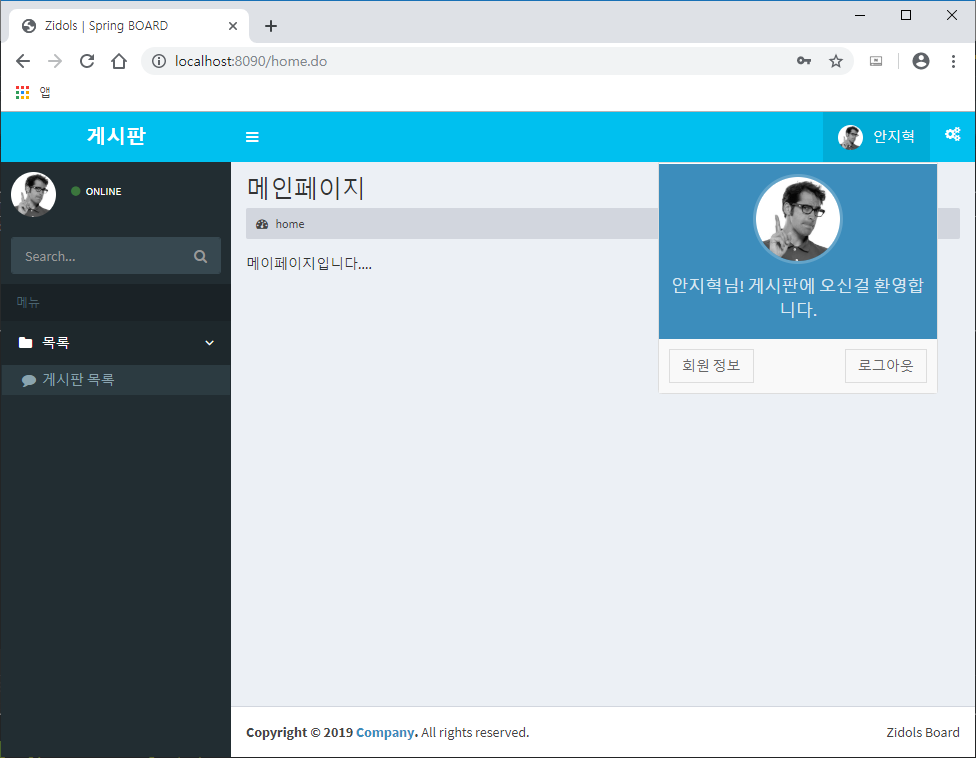 Zidols | Spring BOARD
localhost:8090/home.do
앱
게시판
안지혁
ONLINE
Search...
메뉴
목록
게시판 목록
메인페이지
home
메이페이지입니다....
안지혁님! 게시판에 오신걸 환영합
니다.
회원 정보
로그아웃
Copyright © 2019 Company. All rights reserved.
Zidols Board